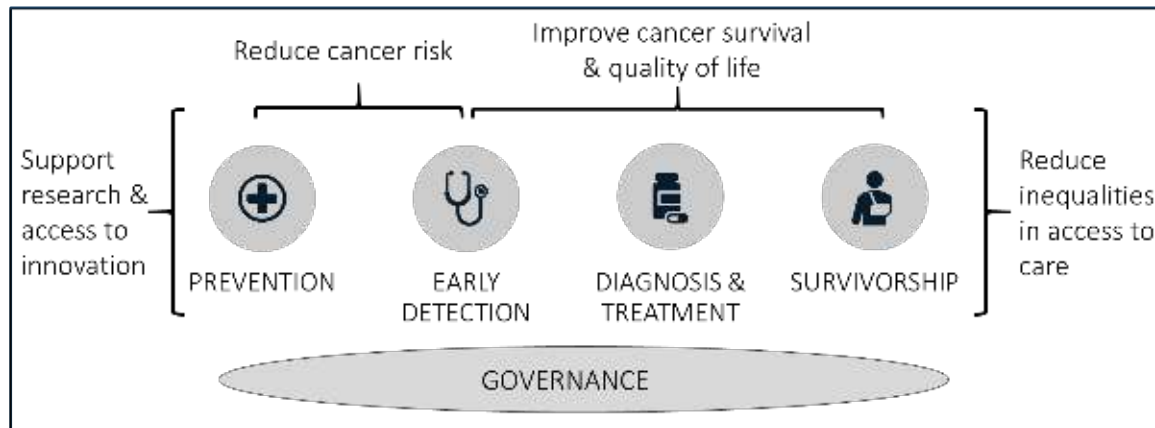 Reduce cancer risk
Improve cancer survival
& quality of life
Support
research &
access to
innovation
PREVENTION
EARLY
DETECTION
DIAGNOSIS &
TREATMENT
SURVIVORSHIP
Reduce
inequalities
in access to
care
GOVERNANCE